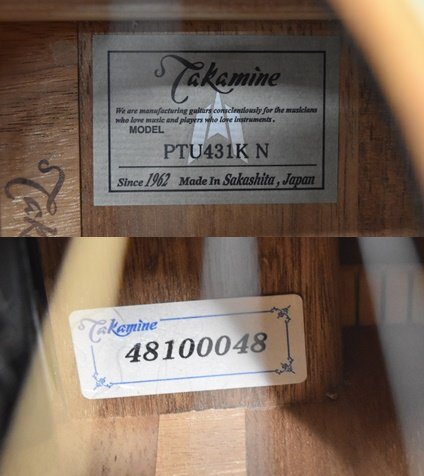 Takamine
We are manufacturing guitars conscientiously for the musicians
who love music and players who love instruments.
MODEL
PTU431K N
Since 1962 Made In Sakashita, Japan
Tak
Takamine
48100048